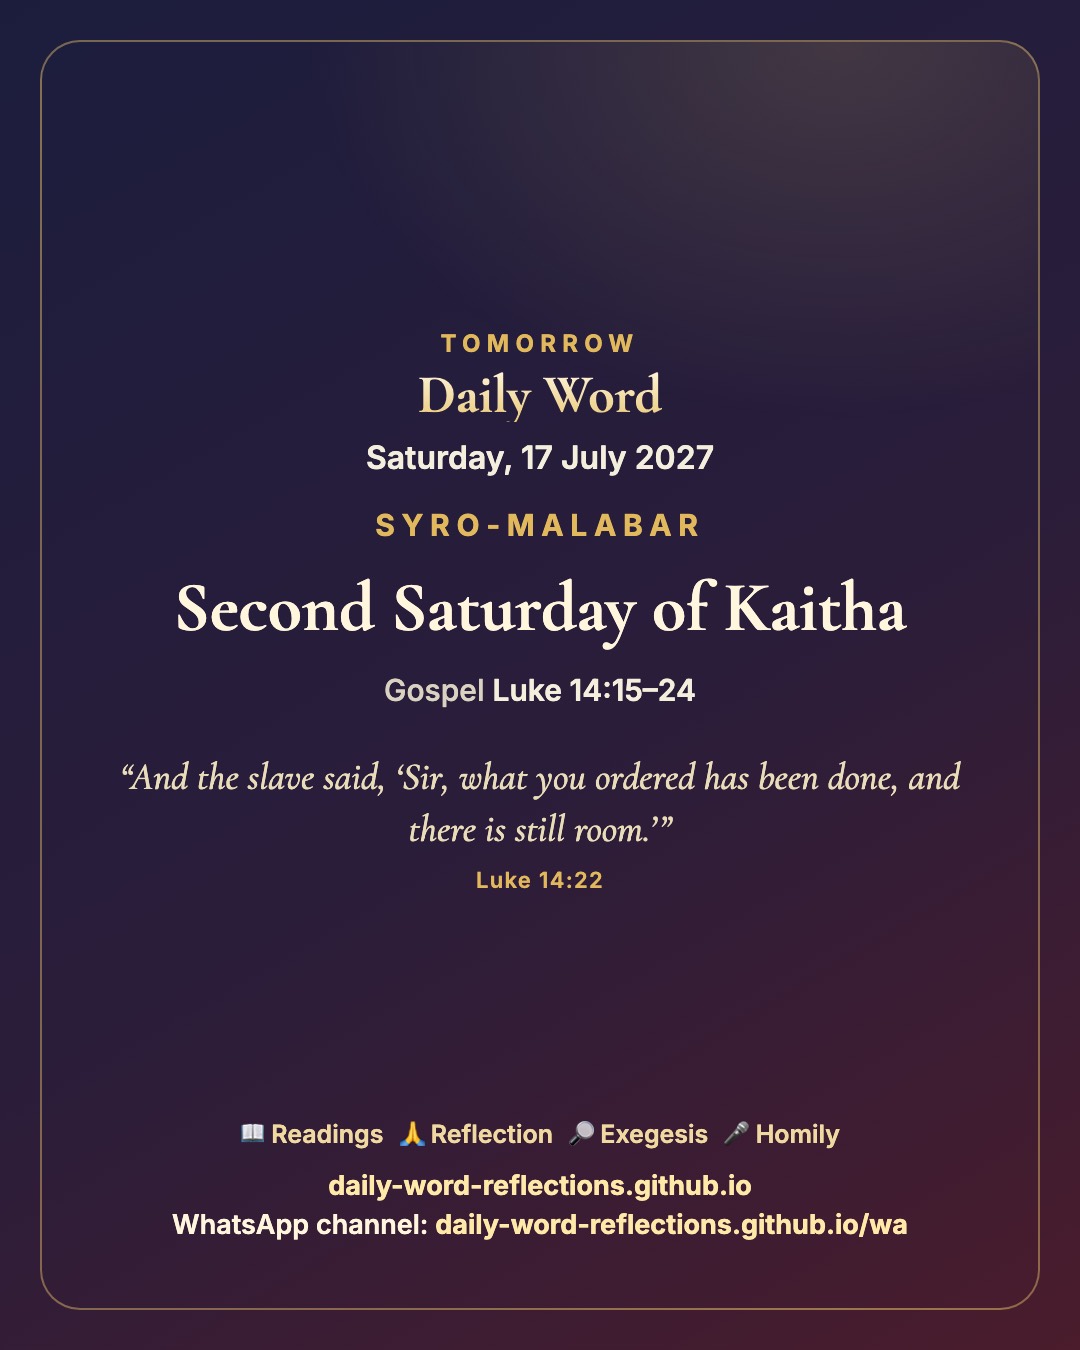 TOMORROW
Daily Word
Saturday, 17 July 2027
SYRO-MALABAR
Second Saturday of Kaitha
Gospel Luke 14:15–24
“And the slave said, ‘Sir, what you ordered has been done, and
there is still room.’”
Luke 14:22
📖 Readings 🙏 Reflection 🔎 Exegesis 🎤 Homily
daily-word-reflections.github.io
WhatsApp channel: daily-word-reflections.github.io/wa